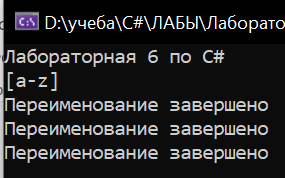 D:\учеба\C#\ЛАБЫ\Лаборато
Лабораторная 6 по C#
[a-z]
Переименование завершено
Переименование завершено
Переименование завершено